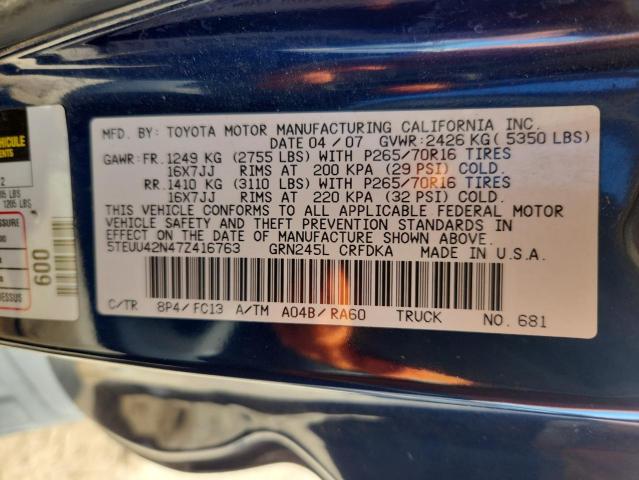 MFD. BY: TOYOTA MOTOR MANUFACTURING CALIFORNIA INC.
DATE 04 / 07 GVWR: 2426 KG ( 5350 LBS)
GAWR: FR. 1249 KG (2755 LBS) WITH P265/70R16 TIRES
16X7JJ RIMS AT 200 KPA (29 PSI) COLD.
RR. 1410 KG (3110 LBS) WITH P265/70R16 TIRES
16X7JJ RIMS AT 220 KPA (32 PSI) COLD.
THIS VEHICLE CONFORMS TO ALL APPLICABLE FEDERAL MOTOR
VEHICLE SAFETY AND THEFT PREVENTION STANDARDS IN
EFFECT ON THE DATE OF MANUFACTURE SHOWN ABOVE.
5TEUU42N47Z416763 GRN245L CRFDKA MADE IN U.S.A.
C/TR 8P4 / FC13 A/TM A04B / RA60 TRUCK NO. 681
600